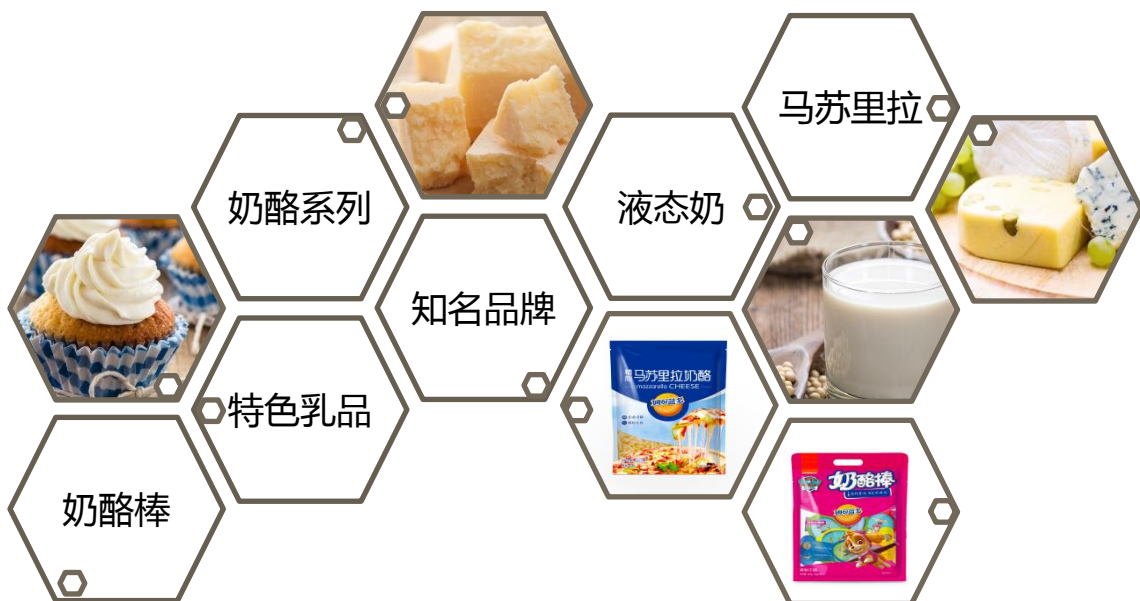 马苏里拉
奶酪系列
液态奶
知名品牌
特色乳品
奶酪棒
马苏里拉奶酪
mozzarella CHEESE
妙可蓝多
奶酪棒
妙可蓝多